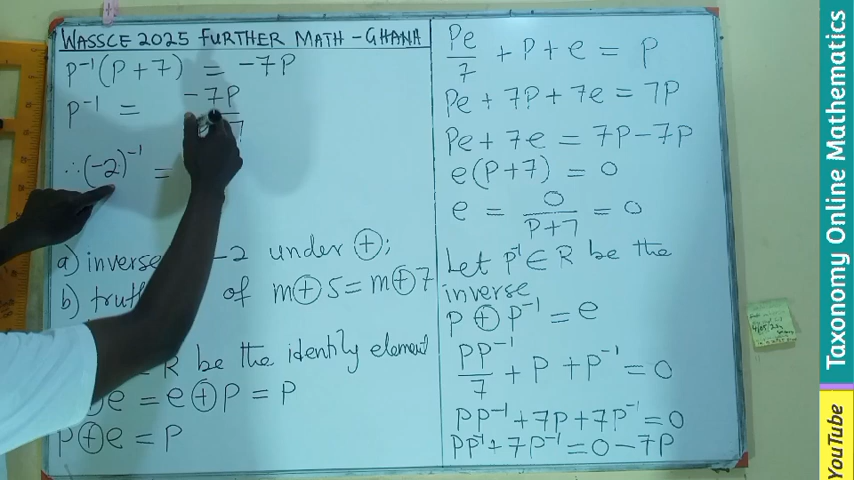 WASSCE 2025 FURTHER MATH - GHANA
P⁻¹(P+7) = -7P
P⁻¹ = -7P
7
∴ (-2)⁻¹ =
a) inverse -2 under ⊕;
b) truth of m⊕5 = m⊕7
R be the identity element
e = e⊕P = P
P⊕e = P
Pe/7 + P + e = P
Pe + 7P + 7e = 7P
Pe + 7e = 7P - 7P
e(P+7) = 0
e = 0/(P+7) = 0
Let P⁻¹ ∈ R be the
inverse
P ⊕ P⁻¹ = e
PP⁻¹/7 + P + P⁻¹ = 0
PP⁻¹ + 7P + 7P⁻¹ = 0
PP⁻¹ + 7P⁻¹ = 0 - 7P
Taxonomy Online Mathematics
YouTube